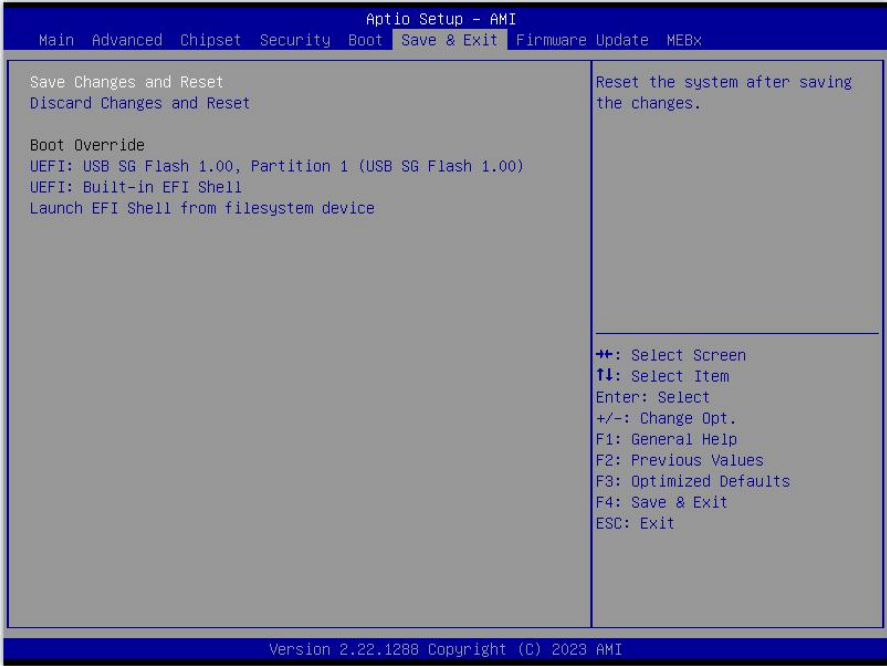 Aptio Setup - AMI
Main Advanced Chipset Security Boot Save & Exit Firmware Update MEBx
Save Changes and Reset
Discard Changes and Reset
Boot Override
UEFI: USB SG Flash 1.00, Partition 1 (USB SG Flash 1.00)
UEFI: Built-in EFI Shell
Launch EFI Shell from filesystem device
Reset the system after saving
the changes.
→←: Select Screen
↑↓: Select Item
Enter: Select
+/-: Change Opt.
F1: General Help
F2: Previous Values
F3: Optimized Defaults
F4: Save & Exit
ESC: Exit
Version 2.22.1288 Copyright (C) 2023 AMI